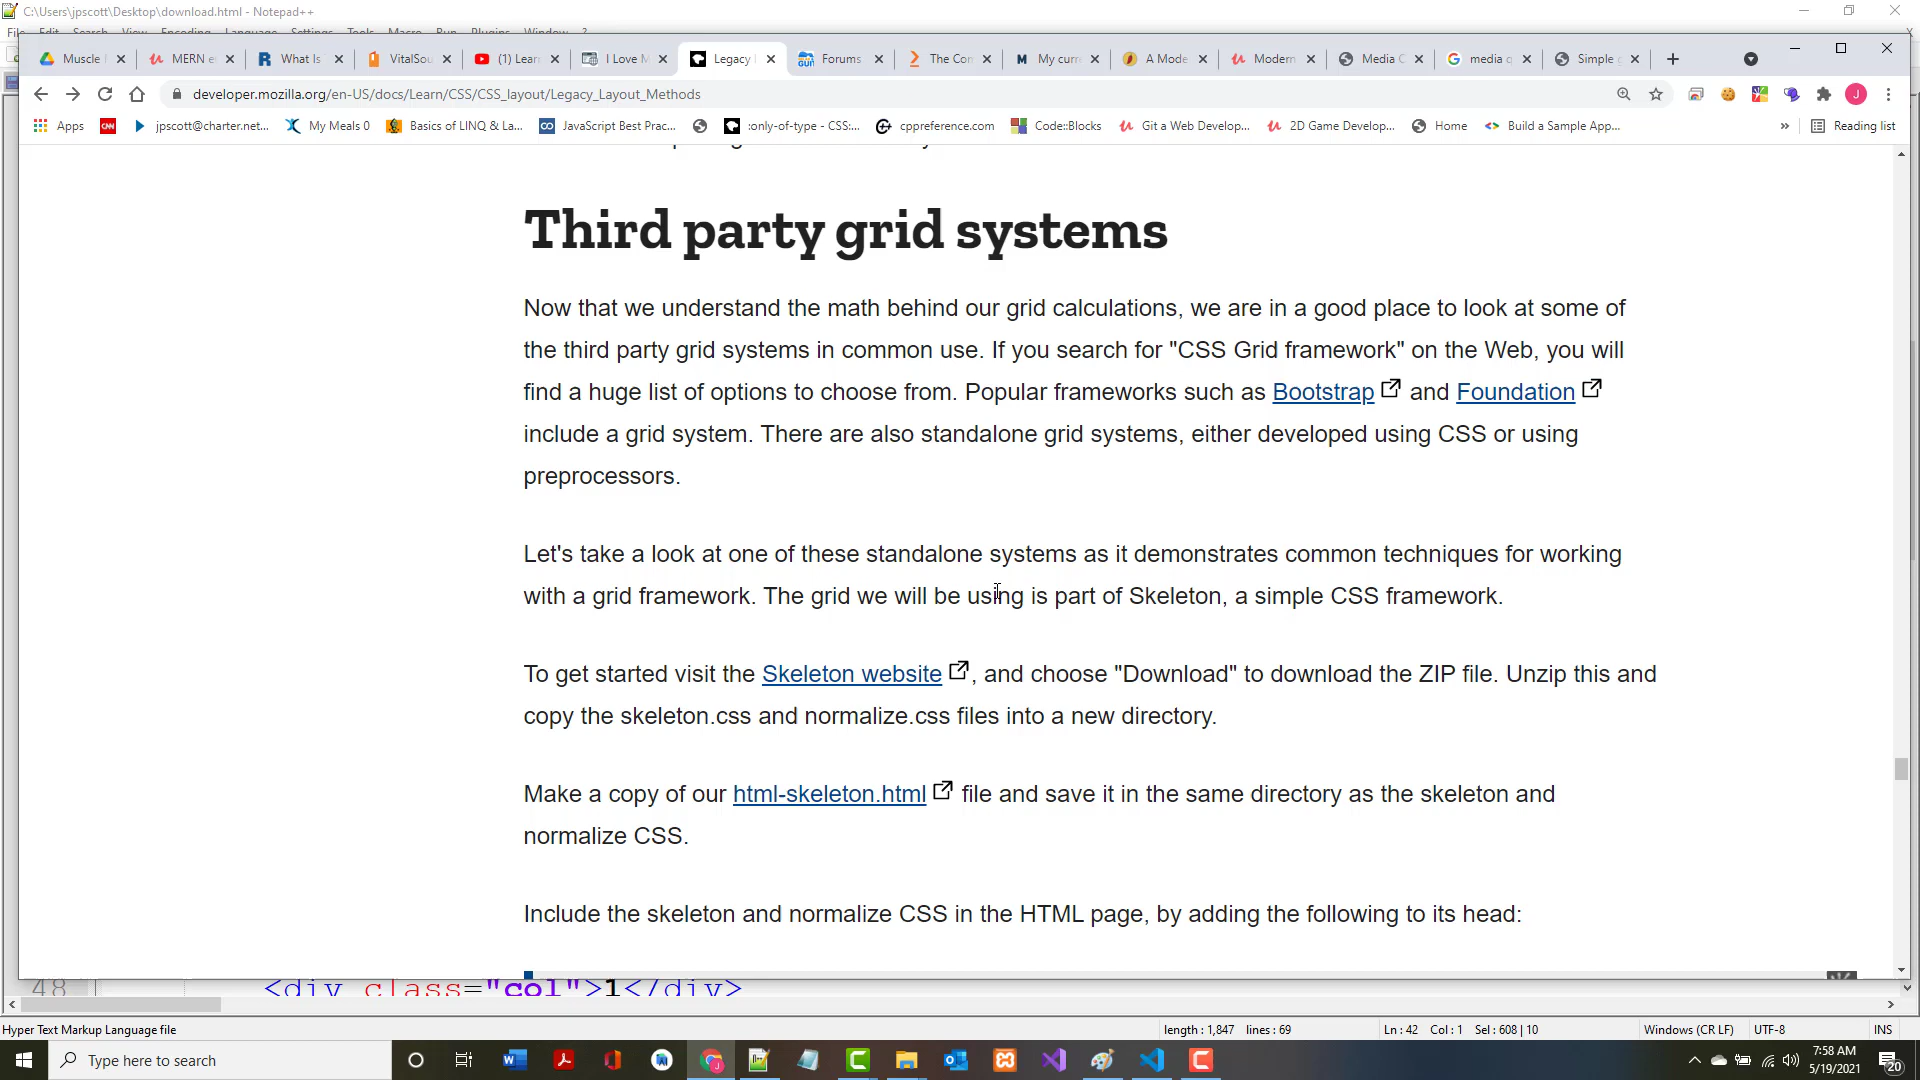 C:\Users\jpscott\Desktop\download.html - Notepad++
Muscle
MERN e
What Is
VitalSou
(1) Lear
I Love M
Legacy
Forums
The Con
My curr
A Mode
Modern
Media C
media q
Simple
developer.mozilla.org/en-US/docs/Learn/CSS/CSS_layout/Legacy_Layout_Methods
Apps
CNN
jpscott@charter.net...
My Meals 0
Basics of LINQ & La...
JavaScript Best Prac...
:only-of-type - CSS:...
cppreference.com
Code::Blocks
Git a Web Develop...
2D Game Develop...
Home
Build a Sample App...
»
Reading list
Third party grid systems
Now that we understand the math behind our grid calculations, we are in a good place to look at some of
the third party grid systems in common use. If you search for "CSS Grid framework" on the Web, you will
find a huge list of options to choose from. Popular frameworks such as Bootstrap and Foundation
include a grid system. There are also standalone grid systems, either developed using CSS or using
preprocessors.
Let's take a look at one of these standalone systems as it demonstrates common techniques for working
with a grid framework. The grid we will be using is part of Skeleton, a simple CSS framework.
To get started visit the Skeleton website, and choose "Download" to download the ZIP file. Unzip this and
copy the skeleton.css and normalize.css files into a new directory.
Make a copy of our html-skeleton.html file and save it in the same directory as the skeleton and
normalize CSS.
Include the skeleton and normalize CSS in the HTML page, by adding the following to its head:
48 <div class="col">1</div>
Hyper Text Markup Language file
length : 1,847 lines : 69
Ln : 42 Col : 1 Sel : 608 | 10
Windows (CR LF)
UTF-8
INS
Type here to search
7:58 AM
5/19/2021
20